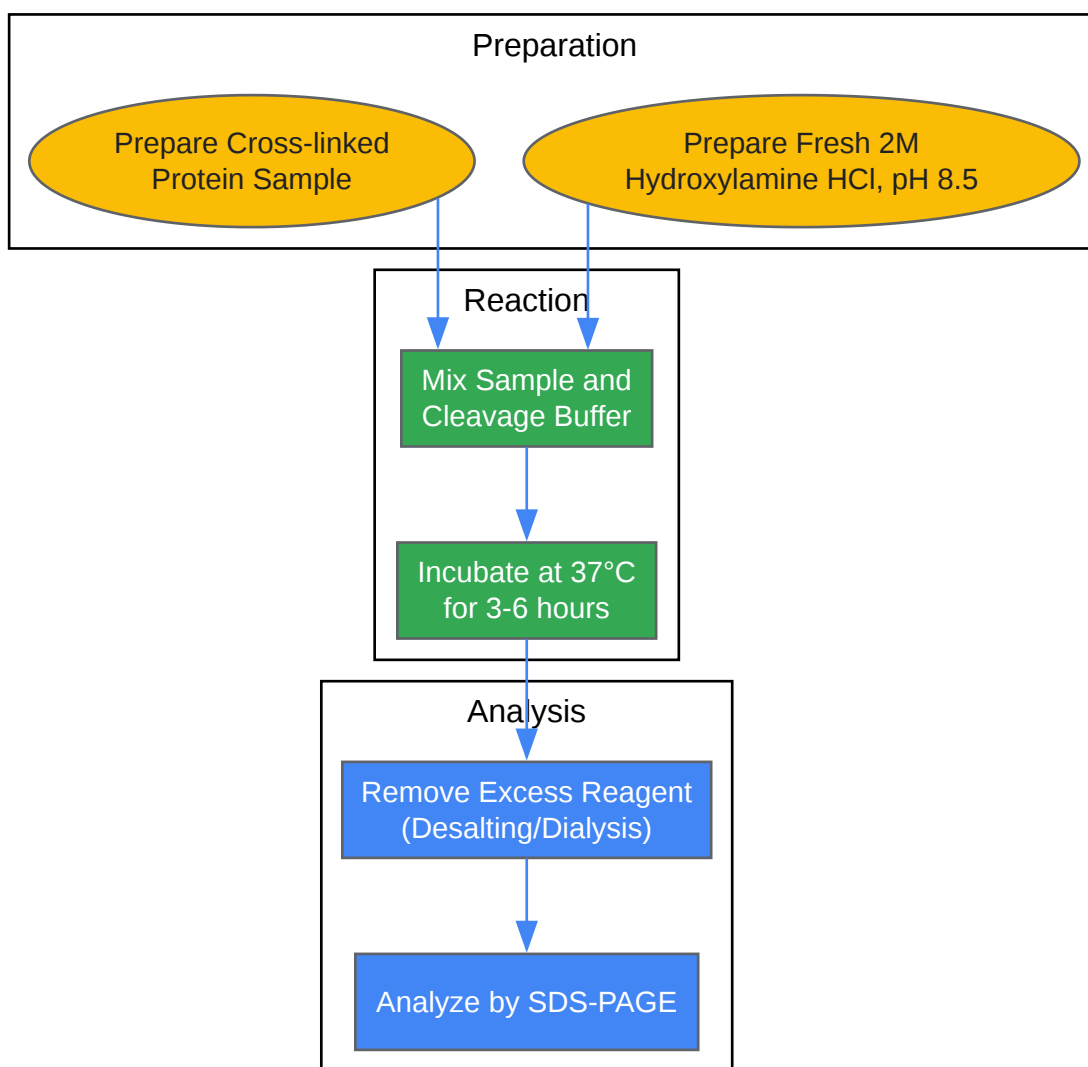 Preparation
Prepare Cross-linked
Protein Sample
Prepare Fresh 2M
Hydroxylamine HCl, pH 8.5
Reaction
Mix Sample and
Cleavage Buffer
Incubate at 37°C
for 3-6 hours
Analysis
Remove Excess Reagent
(Desalting/Dialysis)
Analyze by SDS-PAGE